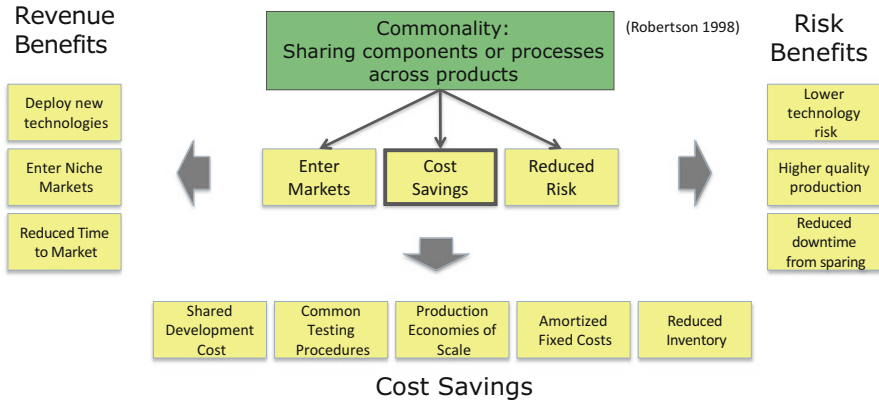 Revenue
Benefits
Commonality:
Sharing components or processes
across products
(Robertson 1998)
Risk
Benefits
Deploy new
technologies
Enter Niche
Markets
Reduced Time
to Market
Enter
Markets
Cost
Savings
Reduced
Risk
Lower
technology
risk
Higher quality
production
Reduced
downtime
from sparing
Shared
Development
Cost
Common
Testing
Procedures
Production
Economies of
Scale
Amortized
Fixed Costs
Reduced
Inventory
Cost Savings